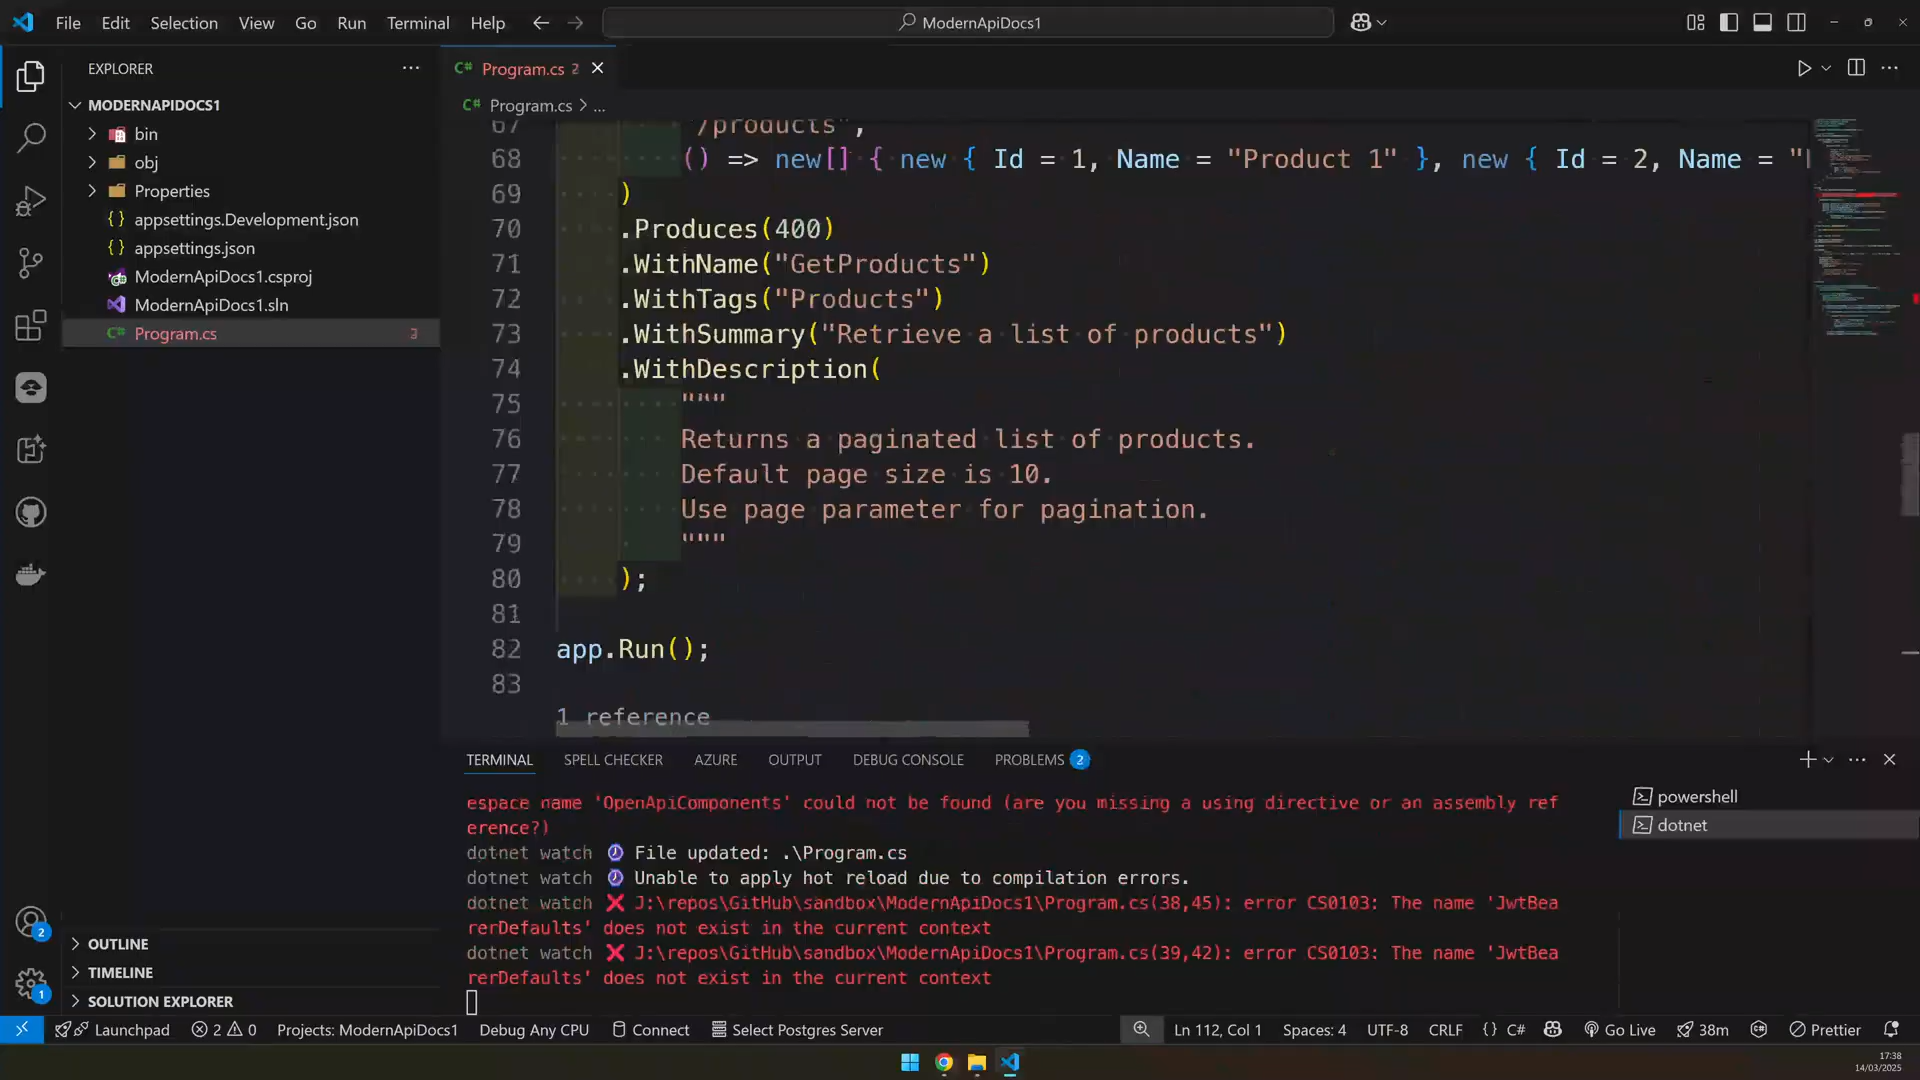 File Edit Selection View Go Run Terminal Help
ModernApiDocs1
EXPLORER
MODERNAPIDOCS1
bin
obj
Properties
{ } appsettings.Development.json
{ } appsettings.json
ModernApiDocs1.csproj
ModernApiDocs1.sln
C# Program.cs 2
OUTLINE
TIMELINE
SOLUTION EXPLORER
C# Program.cs 2
C# Program.cs > ...
67 "/products",
68 () => new[] { new { Id = 1, Name = "Product 1" }, new { Id = 2, Name = "
69 )
70 .Produces(400)
71 .WithName("GetProducts")
72 .WithTags("Products")
73 .WithSummary("Retrieve a list of products")
74 .WithDescription(
75 """
76 Returns a paginated list of products.
77 Default page size is 10.
78 Use page parameter for pagination.
79 """
80 );
81
82 app.Run();
83
1 reference
TERMINAL SPELL CHECKER AZURE OUTPUT DEBUG CONSOLE PROBLEMS 2
espace name 'OpenApiComponents' could not be found (are you missing a using directive or an assembly ref
erence?)
dotnet watch File updated: .\Program.cs
dotnet watch Unable to apply hot reload due to compilation errors.
dotnet watch ❌ J:\repos\GitHub\sandbox\ModernApiDocs1\Program.cs(38,45): error CS0103: The name 'JwtBea
rerDefaults' does not exist in the current context
dotnet watch ❌ J:\repos\GitHub\sandbox\ModernApiDocs1\Program.cs(39,42): error CS0103: The name 'JwtBea
rerDefaults' does not exist in the current context
powershell
dotnet
2
1
Launchpad 2 0 Projects: ModernApiDocs1 Debug Any CPU Connect Select Postgres Server Ln 112, Col 1 Spaces: 4 UTF-8 CRLF { } C# Go Live 38m Prettier
17:38
14/03/2025